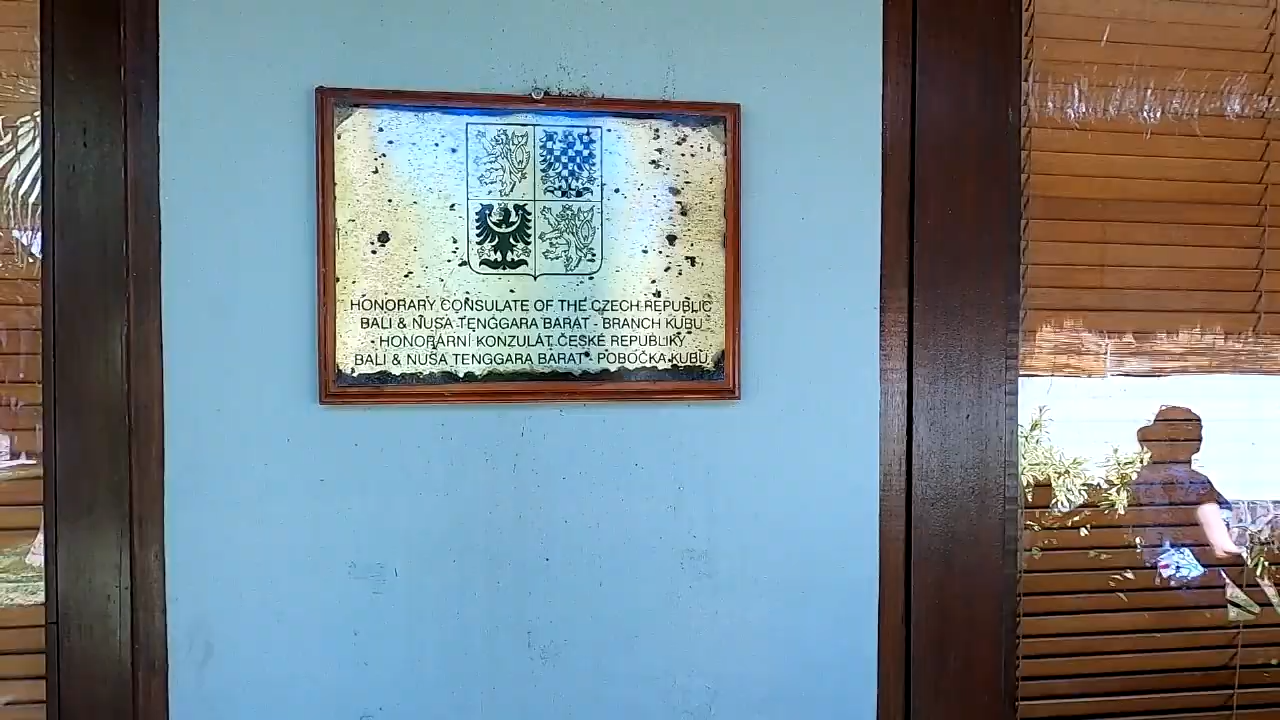 HONORARY CONSULATE OF THE CZECH REPUBLIC
BALI & NUSA TENGGARA BARAT - BRANCH KUBU
HONORÁRNÍ KONZULÁT ČESKÉ REPUBLIKY
BALI & NUSA TENGGARA BARAT - POBOČKA KUBU